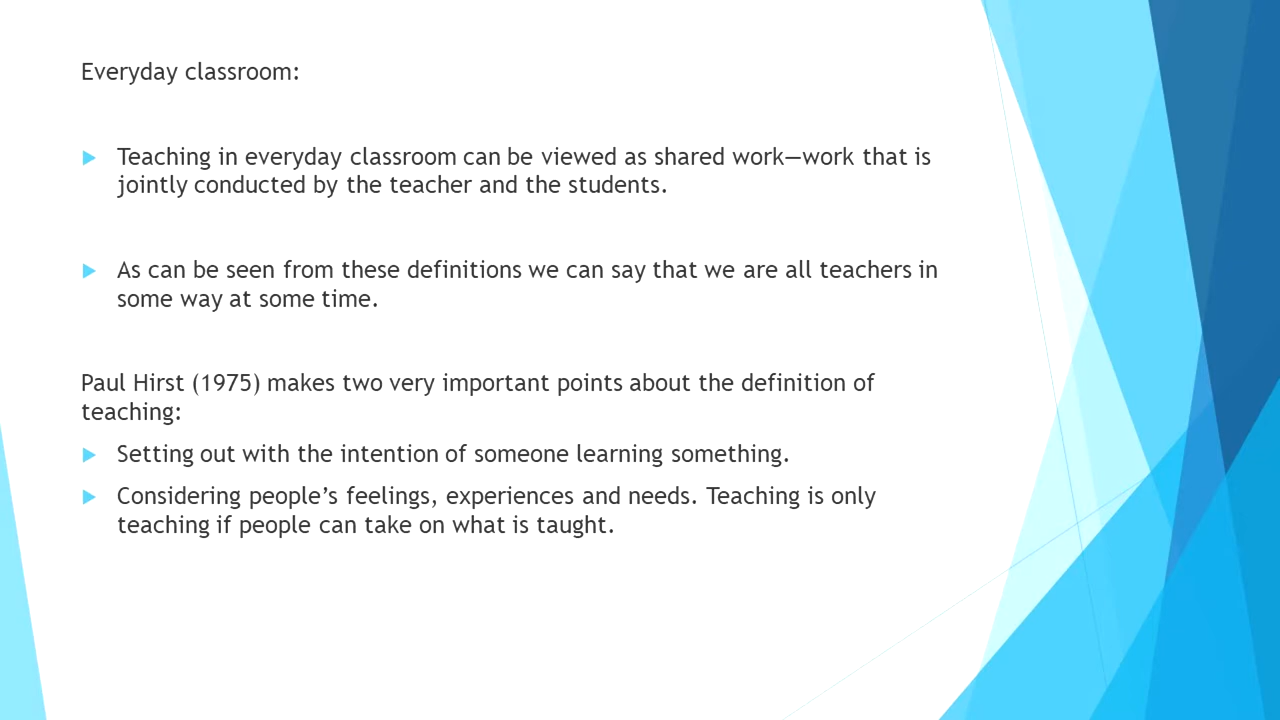 Everyday classroom:
Teaching in everyday classroom can be viewed as shared work—work that is
jointly conducted by the teacher and the students.
As can be seen from these definitions we can say that we are all teachers in
some way at some time.
Paul Hirst (1975) makes two very important points about the definition of
teaching:
Setting out with the intention of someone learning something.
Considering people’s feelings, experiences and needs. Teaching is only
teaching if people can take on what is taught.